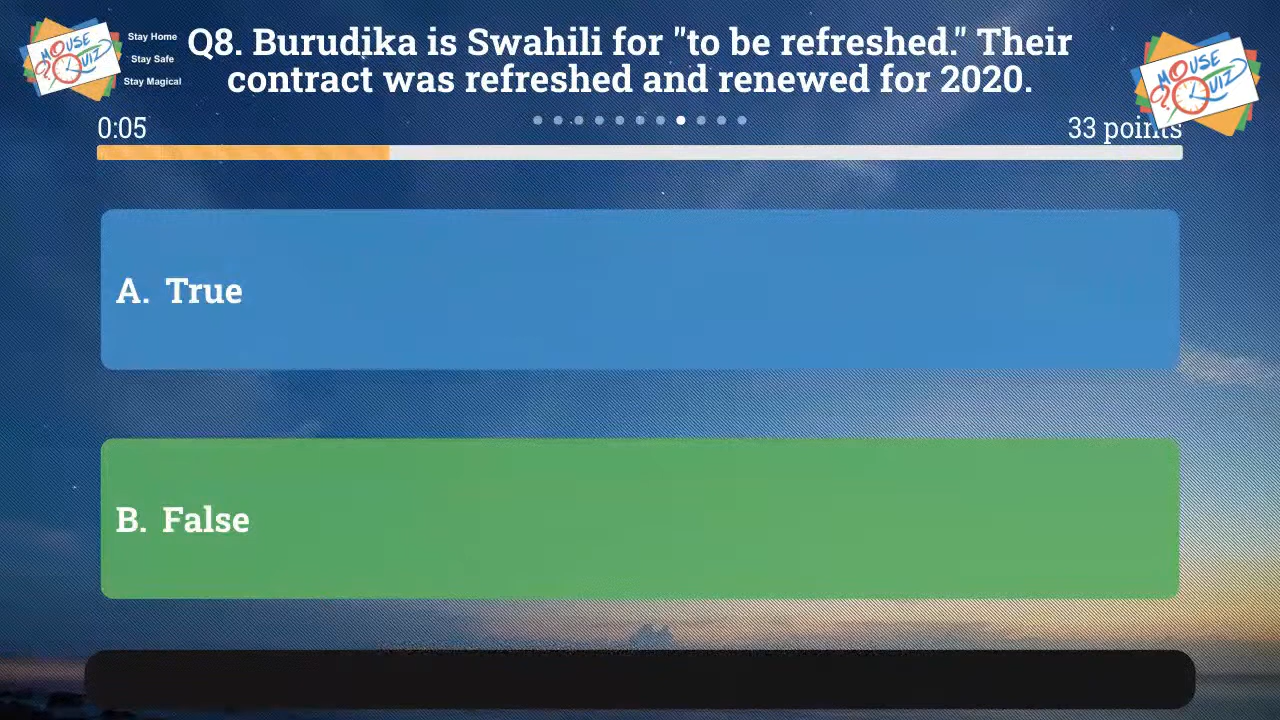 MOUSE
QUIZ
Stay Home
Stay Safe
Stay Magical
Q8. Burudika is Swahili for "to be refreshed." Their
contract was refreshed and renewed for 2020.
MOUSE
QUIZ
0:05
33 points
A. True
B. False